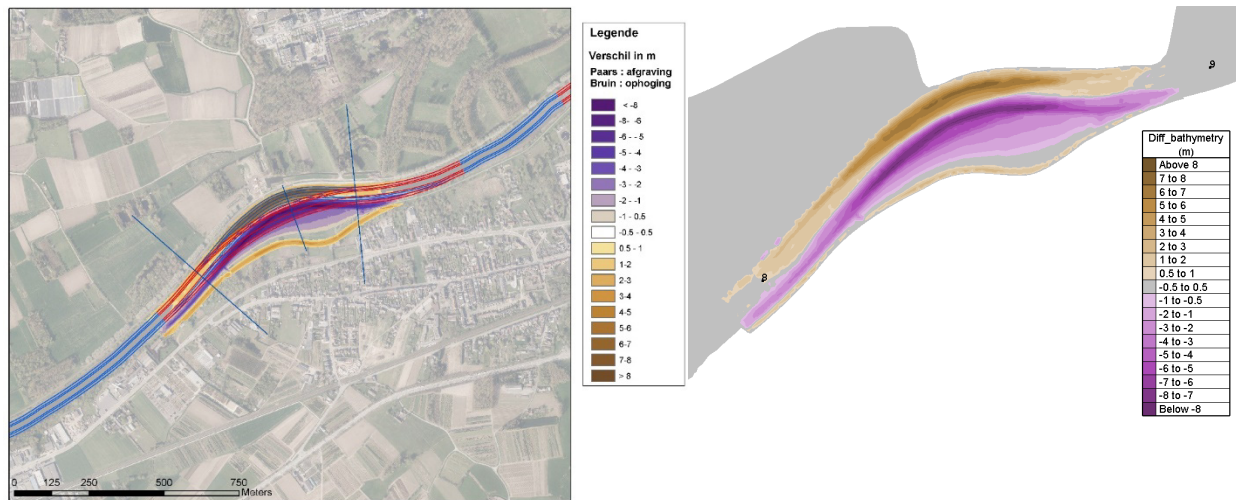 Legende
Verschil in m
Paars : afgraving
Bruin : ophoging
< -8
-8 - -6
-6 - -5
-5 - -4
-4 - -3
-3 - -2
-2 - -1
-1 - 0.5
-0.5 - 0.5
0.5 - 1
1-2
2-3
3-4
4-5
5-6
6-7
7-8
> 8
0 125 250 500 750
Meters
9
8
Diff_bathymetry
(m)
Above 8
7 to 8
6 to 7
5 to 6
4 to 5
3 to 4
2 to 3
1 to 2
0.5 to 1
-0.5 to 0.5
-1 to -0.5
-2 to -1
-3 to -2
-4 to -3
-5 to -4
-6 to -5
-7 to -6
-8 to -7
Below -8